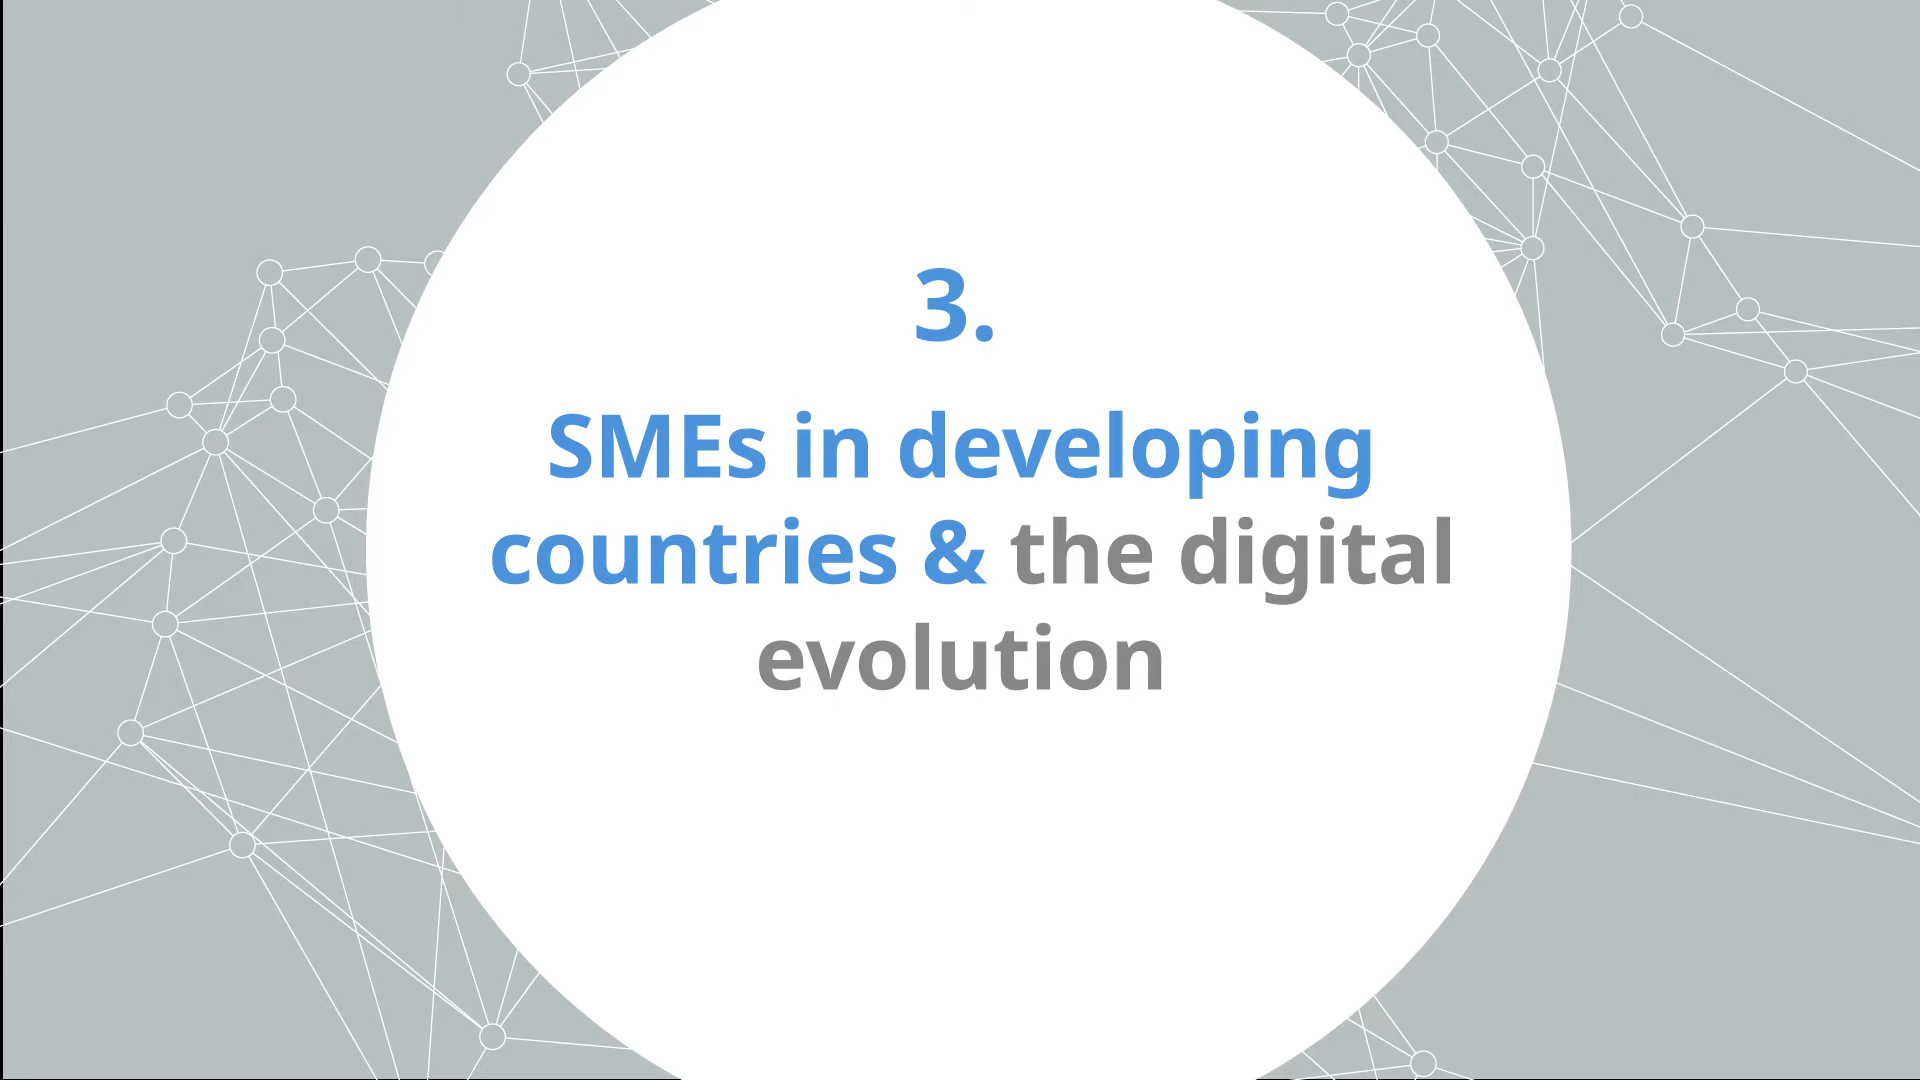 3.
SMEs in developing
countries & the digital
evolution